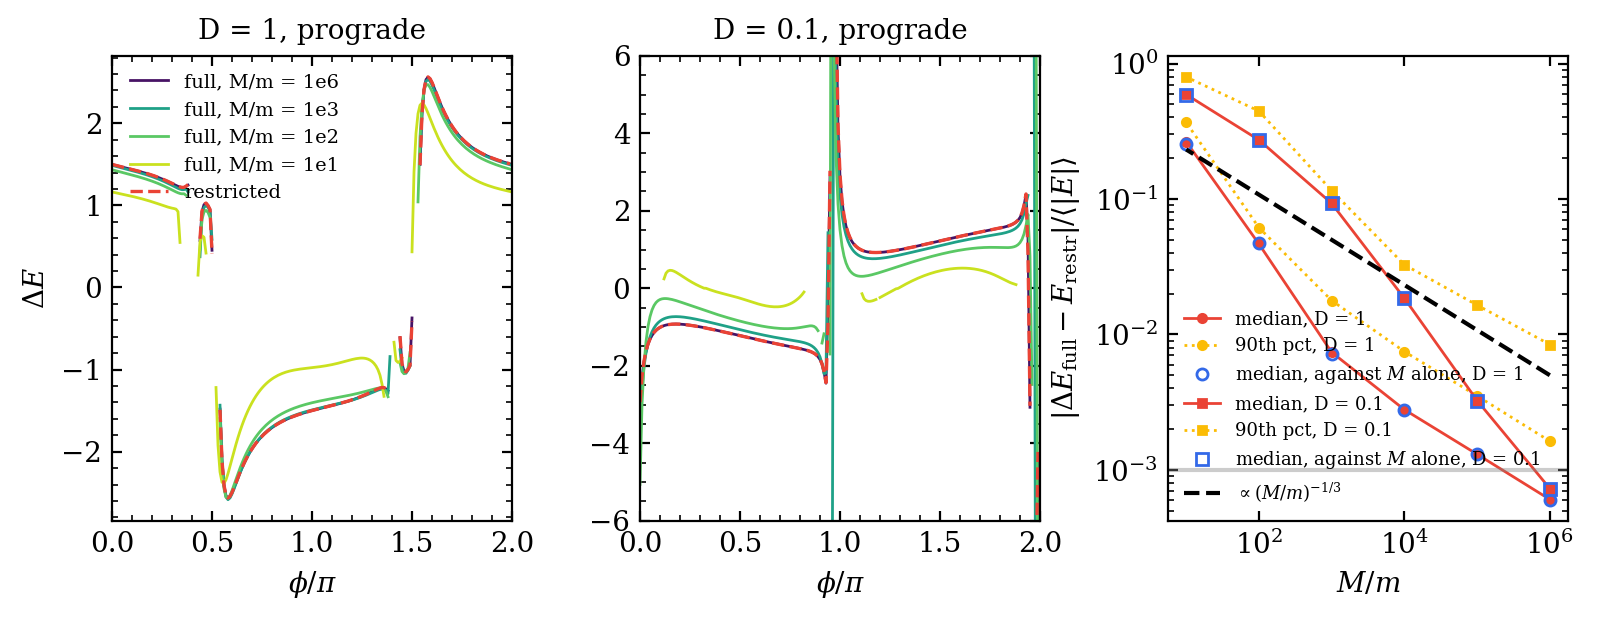 D = 1, prograde
ΔE
2
1
0
−1
−2
full, M/m = 1e6
full, M/m = 1e3
full, M/m = 1e2
full, M/m = 1e1
restricted
0.0 0.5 1.0 1.5 2.0
ϕ/π
D = 0.1, prograde
6
4
2
0
−2
−4
−6
0.0 0.5 1.0 1.5 2.0
ϕ/π
|ΔE_full − E_restr|/⟨|E|⟩
10^0
10^−1
10^−2
10^−3
median, D = 1
90th pct, D = 1
median, against M alone, D = 1
median, D = 0.1
90th pct, D = 0.1
median, against M alone, D = 0.1
∝ (M/m)^−1/3
10^2 10^4 10^6
M/m